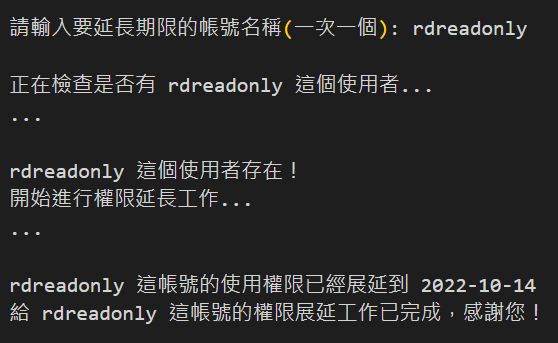 請輸入要延長期限的帳號名稱(一次一個): rdreadonly
正在檢查是否有 rdreadonly 這個使用者...
...
rdreadonly 這個使用者存在！
開始進行權限延長工作...
...
rdreadonly 這帳號的使用權限已經展延到 2022-10-14
給 rdreadonly 這帳號的權限展延工作已完成，感謝您！